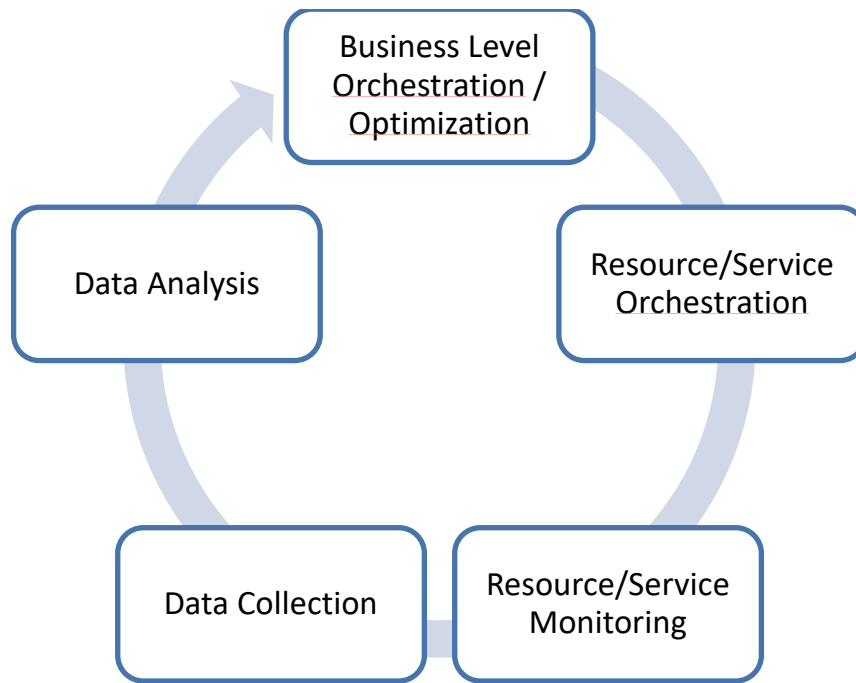 Business Level
Orchestration /
Optimization
Resource/Service
Orchestration
Resource/Service
Monitoring
Data Collection
Data Analysis